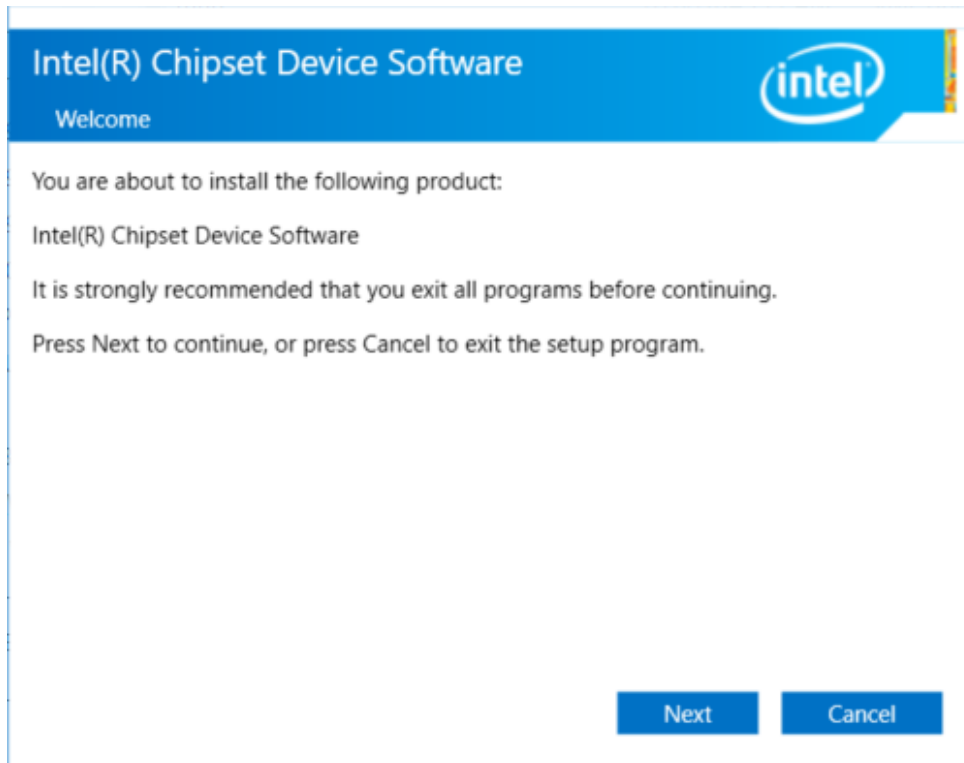 Intel(R) Chipset Device Software
intel
Welcome
You are about to install the following product:
Intel(R) Chipset Device Software
It is strongly recommended that you exit all programs before continuing.
Press Next to continue, or press Cancel to exit the setup program.
Next
Cancel